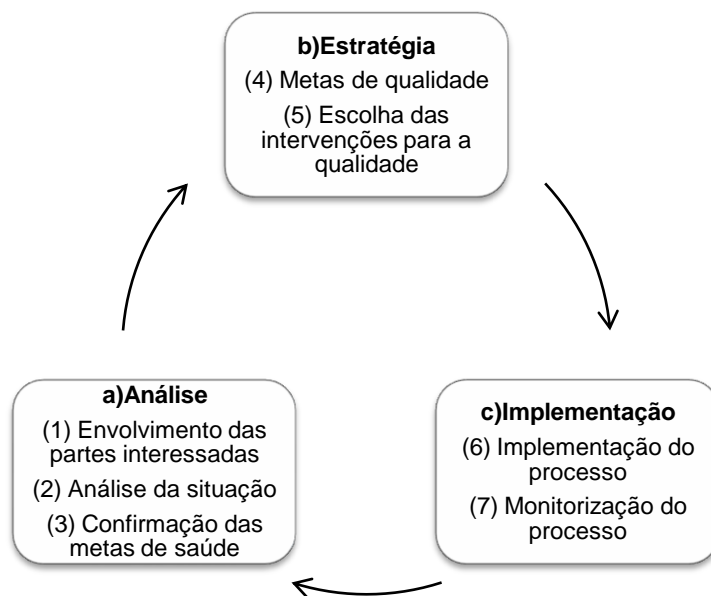 b)Estratégia
(4) Metas de qualidade
(5) Escolha das
intervenções para a
qualidade
a)Análise
(1) Envolvimento das
partes interessadas
(2) Análise da situação
(3) Confirmação das
metas de saúde
c)Implementação
(6) Implementação do
processo
(7) Monitorização do
processo